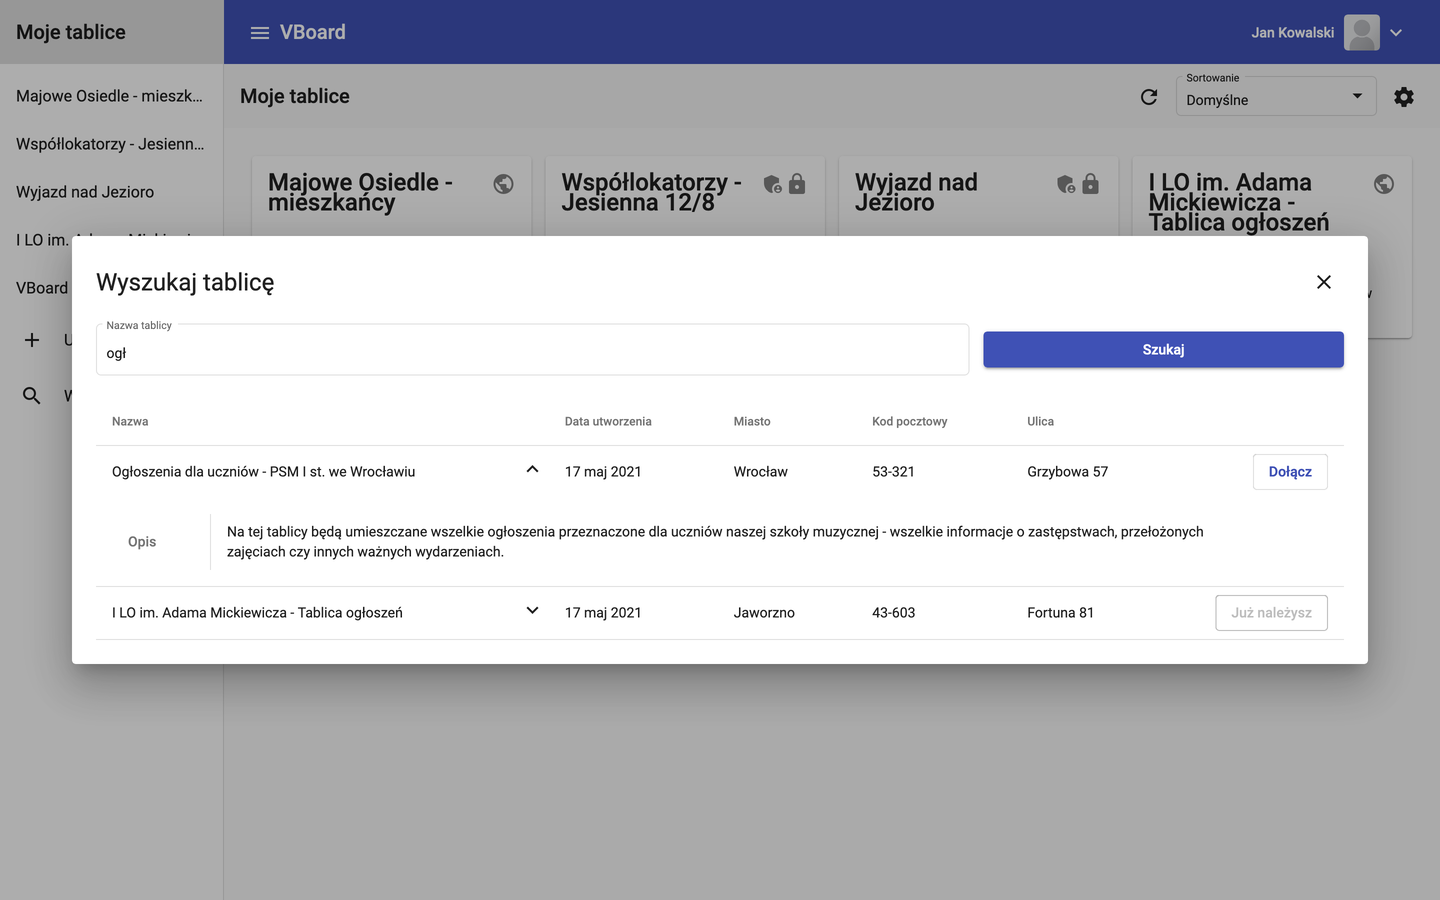 Moje tablice
VBoard
Jan Kowalski
Majowe Osiedle - mieszk...
Współlokatorzy - Jesienn...
Wyjazd nad Jezioro
I LO im.
VBoard
Moje tablice
Sortowanie
Domyślne
Majowe Osiedle -
mieszkańcy
Współlokatorzy -
Jesienna 12/8
Wyjazd nad
Jezioro
I LO im. Adama
Mickiewicza -
Tablica ogłoszeń
Wyszukaj tablicę
Nazwa tablicy
ogł
Szukaj
Nazwa Data utworzenia Miasto Kod pocztowy Ulica
Ogłoszenia dla uczniów - PSM I st. we Wrocławiu 17 maj 2021 Wrocław 53-321 Grzybowa 57 Dołącz
Opis
Na tej tablicy będą umieszczane wszelkie ogłoszenia przeznaczone dla uczniów naszej szkoły muzycznej - wszelkie informacje o zastępstwach, przełożonych
zajęciach czy innych ważnych wydarzeniach.
I LO im. Adama Mickiewicza - Tablica ogłoszeń 17 maj 2021 Jaworzno 43-603 Fortuna 81 Już należysz